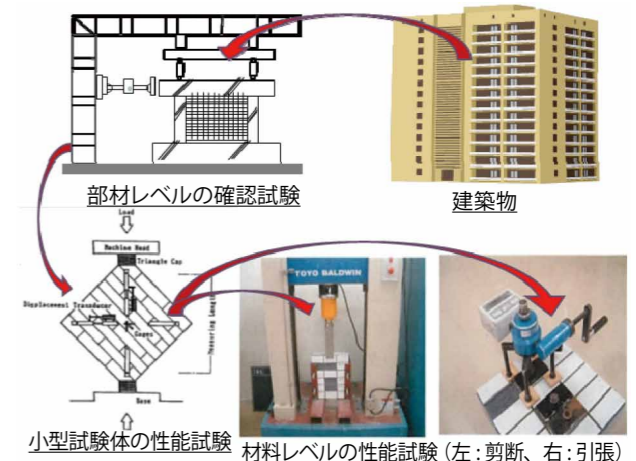 部材レベルの確認試験
建築物
Load
Machine Head
Triangle Cap
Displacement Transducer
Gages
Measuring Length
Base
TOYO BALDWIN
小型試験体の性能試験
材料レベルの性能試験（左：剪断、右：引張）